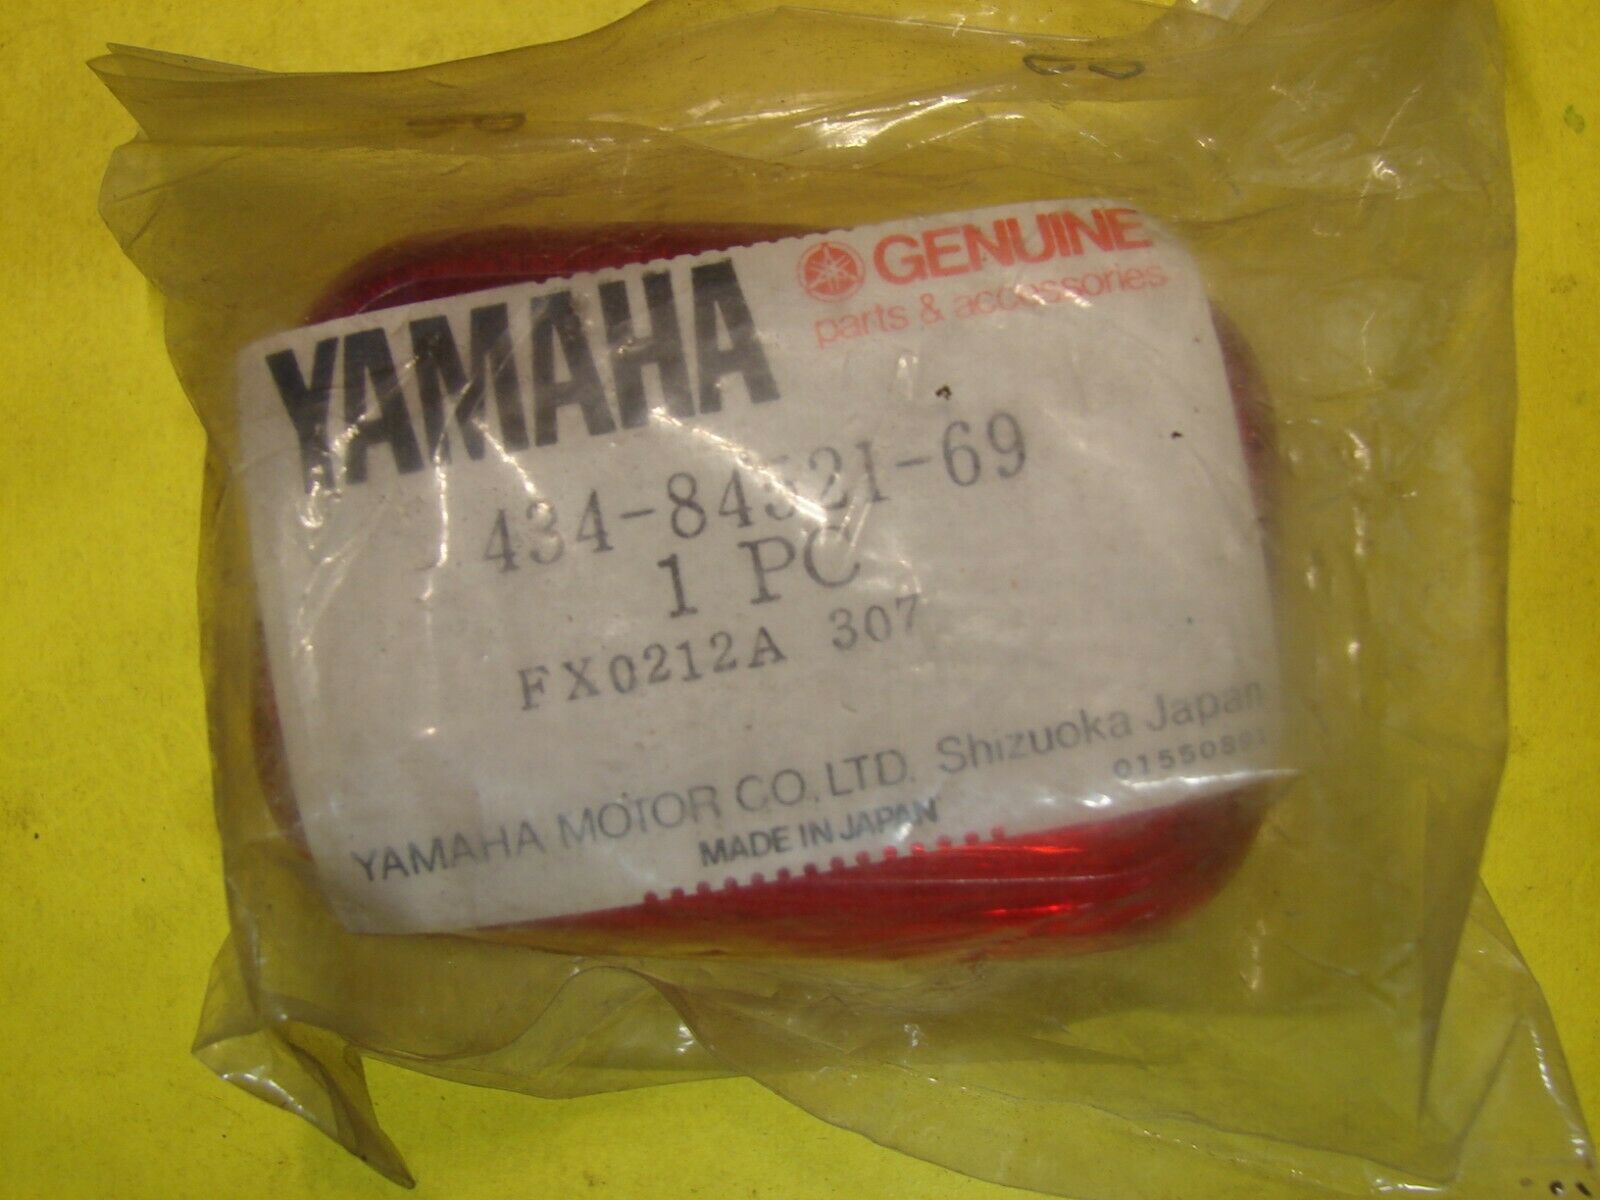 YAMAHA
GENUINE
parts & accessories
434-84521-69
1 PC
FX0212A 307
YAMAHA MOTOR CO., LTD. Shizuoka Japan
MADE IN JAPAN